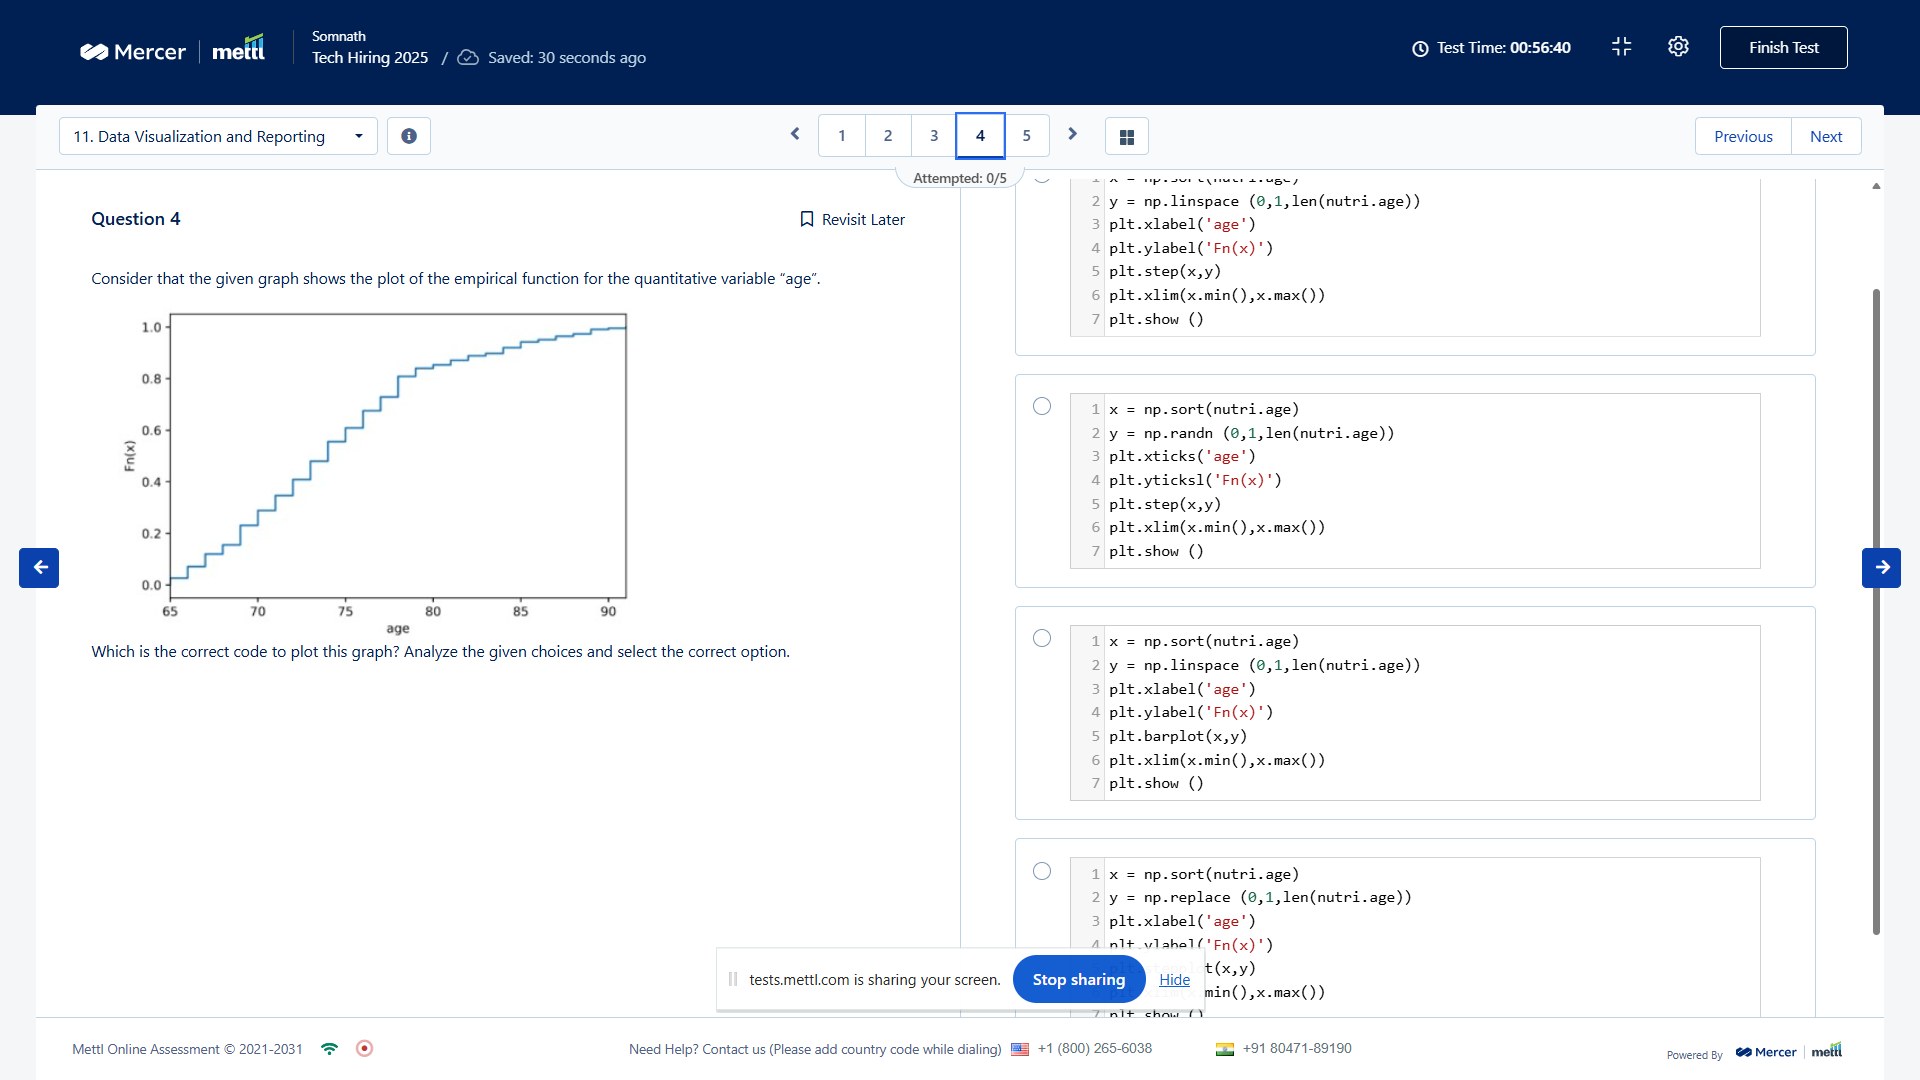 Mercer | mettl
Somnath
Tech Hiring 2025 / Saved: 30 seconds ago
Test Time: 00:56:40
Finish Test
11. Data Visualization and Reporting
1 2 3 4 5
Attempted: 0/5
Previous
Next
Question 4
Revisit Later
Consider that the given graph shows the plot of the empirical function for the quantitative variable “age”.
1.0
0.8
0.6
0.4
0.2
0.0
Fn(x)
65 70 75 80 85 90
age
Which is the correct code to plot this graph? Analyze the given choices and select the correct option.
1 x = np.sort(nutri.age)
2 y = np.linspace (0,1,len(nutri.age))
3 plt.xlabel('age')
4 plt.ylabel('Fn(x)')
5 plt.step(x,y)
6 plt.xlim(x.min(),x.max())
7 plt.show ()
1 x = np.sort(nutri.age)
2 y = np.randn (0,1,len(nutri.age))
3 plt.xticks('age')
4 plt.yticksl('Fn(x)')
5 plt.step(x,y)
6 plt.xlim(x.min(),x.max())
7 plt.show ()
1 x = np.sort(nutri.age)
2 y = np.linspace (0,1,len(nutri.age))
3 plt.xlabel('age')
4 plt.ylabel('Fn(x)')
5 plt.barplot(x,y)
6 plt.xlim(x.min(),x.max())
7 plt.show ()
1 x = np.sort(nutri.age)
2 y = np.replace (0,1,len(nutri.age))
3 plt.xlabel('age')
4 plt.ylabel('Fn(x)')
t(x,y)
min(),x.max())
7 plt.show ()
tests.mettl.com is sharing your screen.
Stop sharing
Hide
Mettl Online Assessment © 2021-2031
Need Help? Contact us (Please add country code while dialing) +1 (800) 265-6038
+91 80471-89190
Powered By Mercer | mettl